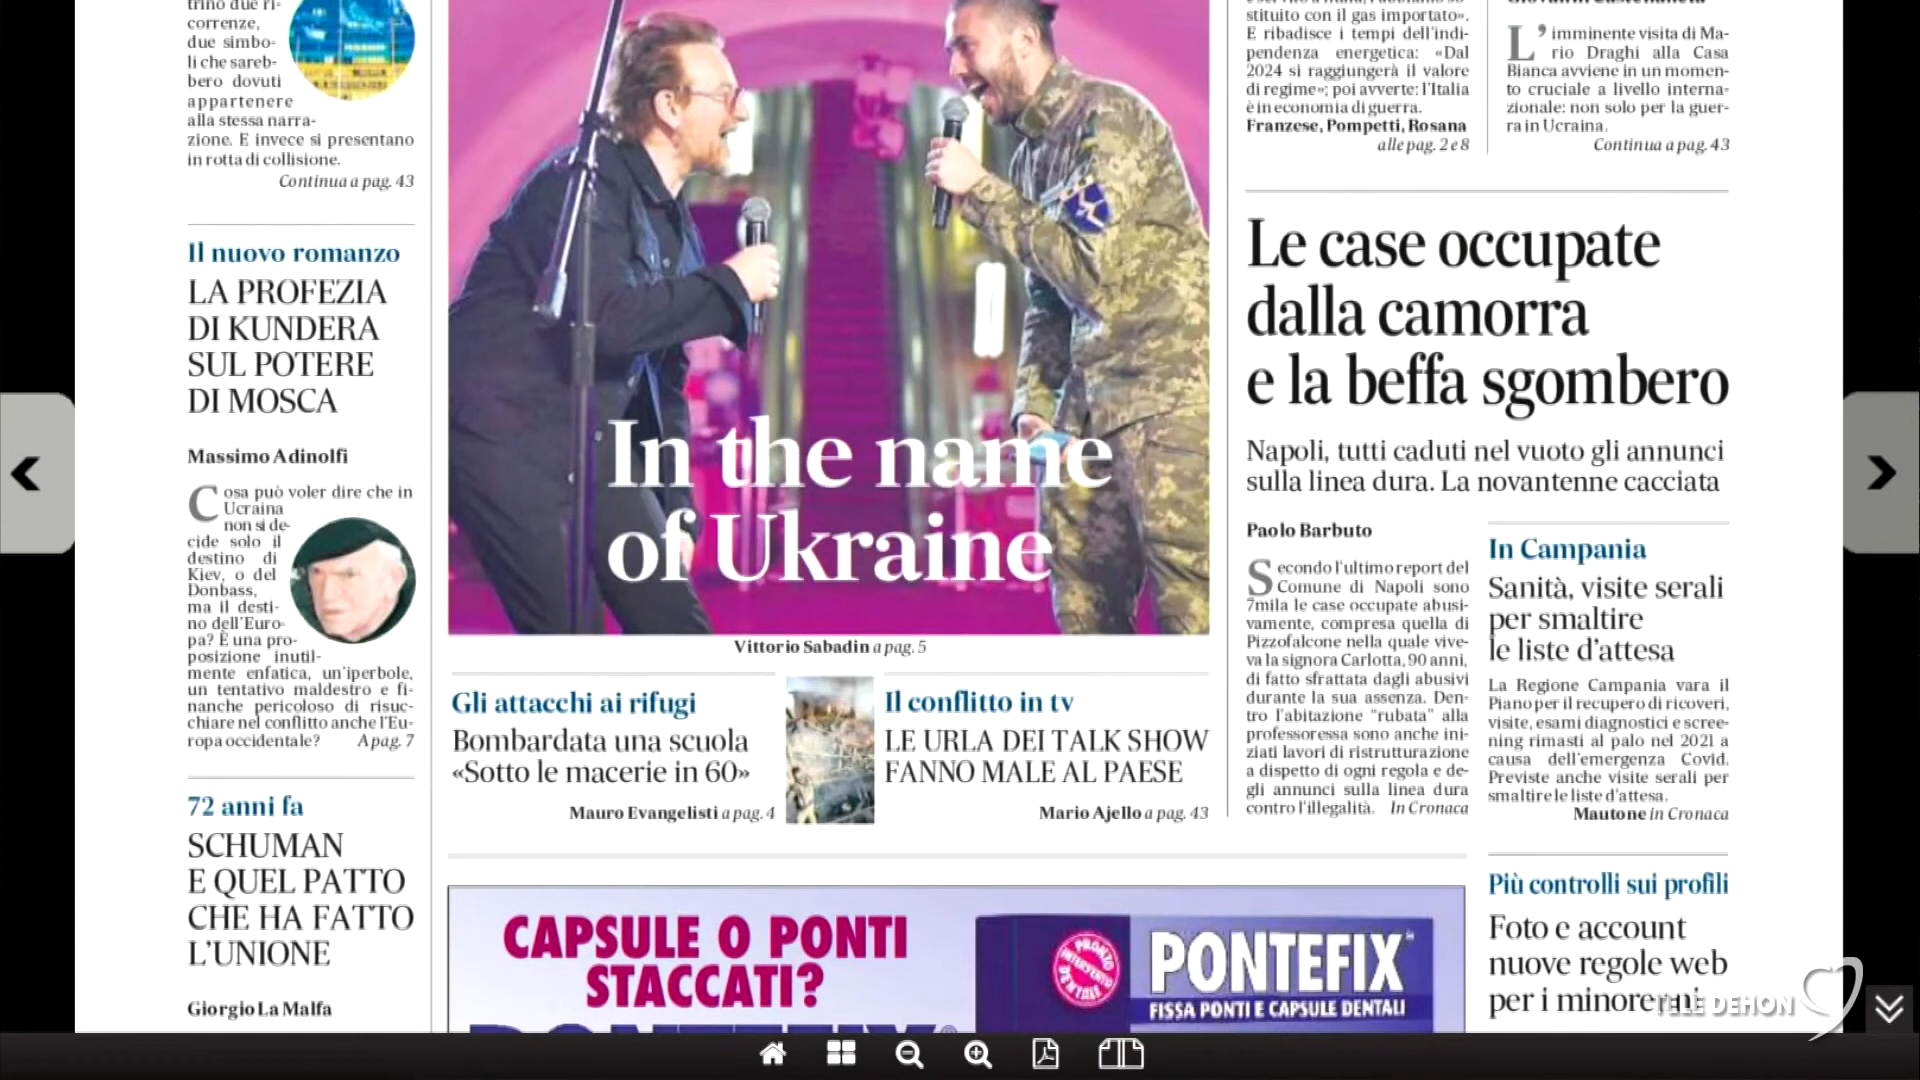 trino due ri-
correnze,
due simbo-
li che sareb-
bero dovuti
appartenere
alla stessa narra-
zione. E invece si presentano
in rotta di collisione.
Continua a pag. 43
Il nuovo romanzo
LA PROFEZIA
DI KUNDERA
SUL POTERE
DI MOSCA
Massimo Adinolfi
Cosa può voler dire che in
Ucraina
non si de-
cide solo il
destino di
Kiev, o del
Donbass,
ma il desti-
no dell'Euro-
pa? È una pro-
posizione inutil-
mente enfatica, un'iperbole,
un tentativo maldestro e fi-
nanche pericoloso di risuc-
chiare nel conflitto anche l'Eu-
ropa occidentale? A pag. 7
72 anni fa
SCHUMAN
E QUEL PATTO
CHE HA FATTO
L'UNIONE
Giorgio La Malfa
In the name
of Ukraine
Vittorio Sabadin a pag. 5
Gli attacchi ai rifugi
Bombardata una scuola
«Sotto le macerie in 60»
Mauro Evangelisti a pag. 4
Il conflitto in tv
LE URLA DEI TALK SHOW
FANNO MALE AL PAESE
Mario Ajello a pag. 43
stituito con il gas importato».
E ribadisce i tempi dell'indi-
pendenza energetica: «Dal
2024 si raggiungerà il valore
di regime»; poi avverte: l'Italia
è in economia di guerra.
Franzese, Pompetti, Rosana
alle pag. 2 e 8
L'imminente visita di Ma-
rio Draghi alla Casa
Bianca avviene in un momen-
to cruciale a livello interna-
zionale: non solo per la guer-
ra in Ucraina.
Continua a pag. 43
Le case occupate
dalla camorra
e la beffa sgombero
Napoli, tutti caduti nel vuoto gli annunci
sulla linea dura. La novantenne cacciata
Paolo Barbuto
Secondo l'ultimo report del
Comune di Napoli sono
7mila le case occupate abusi-
vamente, compresa quella di
Pizzofalcone nella quale vive-
va la signora Carlotta, 90 anni,
di fatto sfrattata dagli abusivi
durante la sua assenza. Den-
tro l'abitazione "rubata" alla
professoressa sono anche ini-
ziati lavori di ristrutturazione
a dispetto di ogni regola e de-
gli annunci sulla linea dura
contro l'illegalità. In Cronaca
In Campania
Sanità, visite serali
per smaltire
le liste d'attesa
La Regione Campania vara il
Piano per il recupero di ricoveri,
visite, esami diagnostici e scree-
ning rimasti al palo nel 2021 a
causa dell'emergenza Covid.
Previste anche visite serali per
smaltire le liste d'attesa.
Mautone in Cronaca
Più controlli sui profili
Foto e account
nuove regole web
per i minorenni
CAPSULE O PONTI
STACCATI?
PRONTO
INTERVENTO
DENTALE
PONTEFIX
FISSA PONTI E CAPSULE DENTALI
PONTEFIX®
TELE DEHON